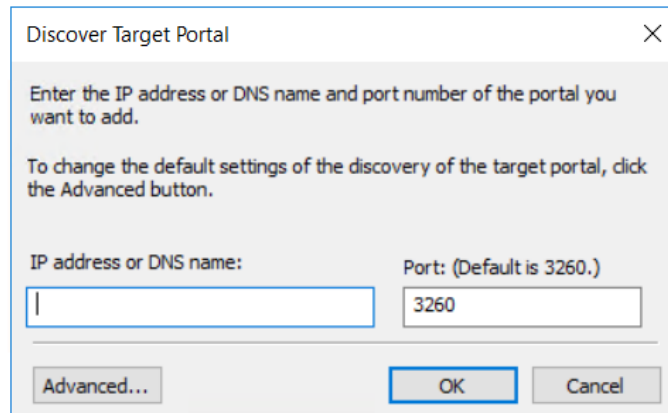 Discover Target Portal
Enter the IP address or DNS name and port number of the portal you
want to add.
To change the default settings of the discovery of the target portal, click
the Advanced button.
IP address or DNS name:
Port: (Default is 3260.)
3260
Advanced...
OK
Cancel